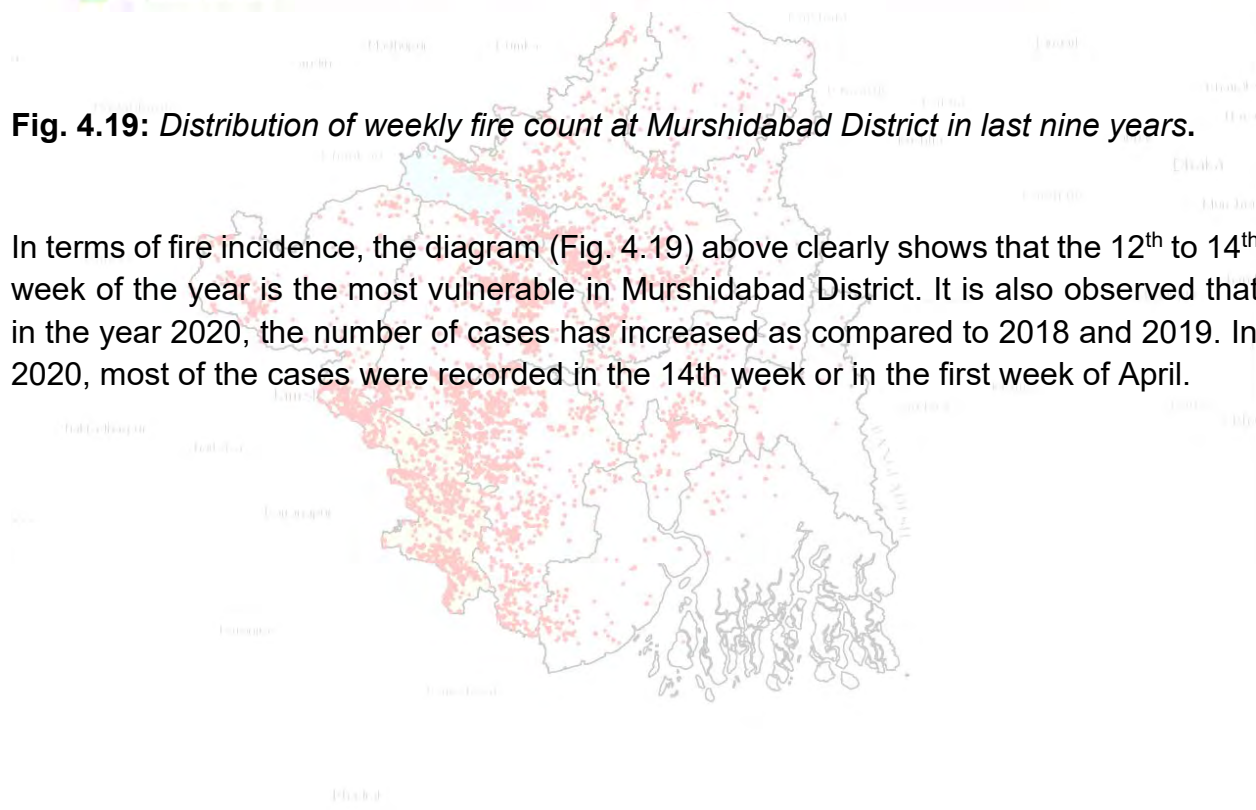 Fig. 4.19: Distribution of weekly fire count at Murshidabad District in last nine years.
Dhaka
In terms of fire incidence, the diagram (Fig. 4.19) above clearly shows that the 12th to 14th
week of the year is the most vulnerable in Murshidabad District. It is also observed that
in the year 2020, the number of cases has increased as compared to 2018 and 2019. In
2020, most of the cases were recorded in the 14th week or in the first week of April.